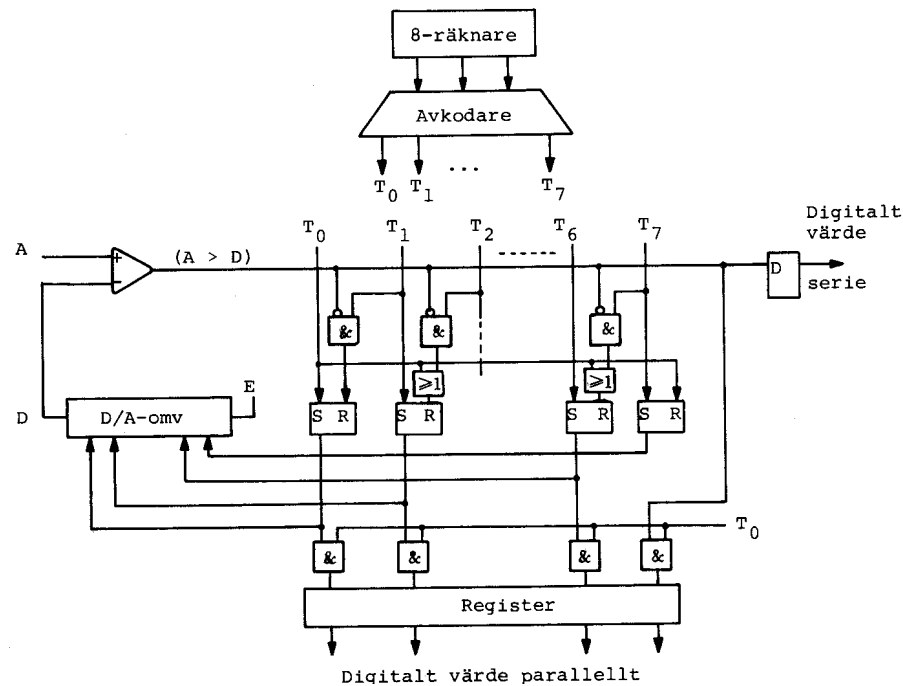 8-räknare
Avkodare
T0 T1 ... T7
T0 T1 T2 T6 T7
Digitalt
värde
A + (A > D) D
-
serie
& & &
E ≥1 ≥1
D D/A-omv S R S R S R S R
T0
& & & &
Register
Digitalt värde parallellt